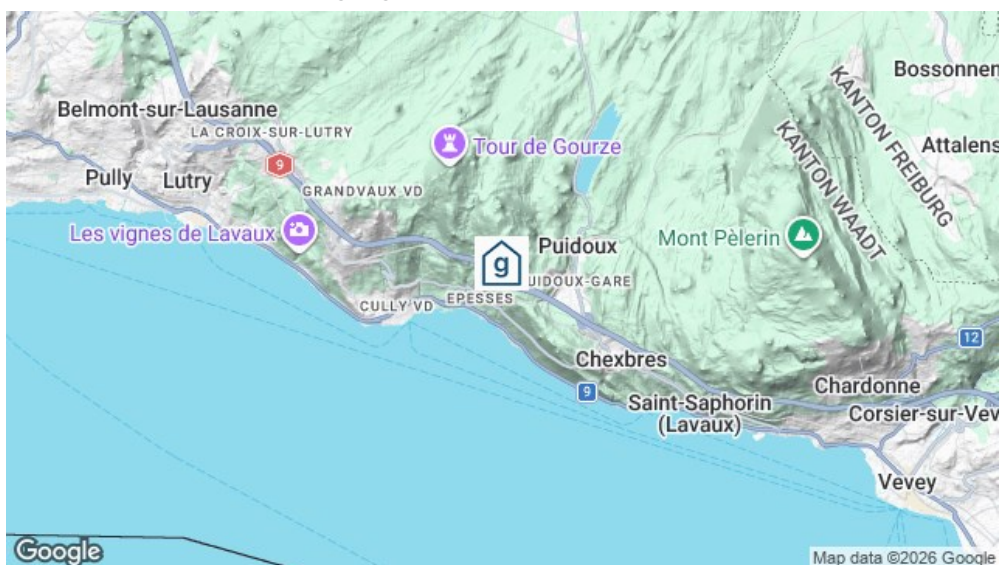 Bossonnen
KANTON FREIBURG
Belmont-sur-Lausanne
LA CROIX-SUR-LUTRY
KANTON WAADT
Tour de Gourze
Attalens
9
Pully
Lutry
GRANDVAUX VD
Les vignes de Lavaux
Puidoux
Mont Pèlerin
g
UIDOUX-GARE
EPESSES
CULLY VD
12
Chexbres
9
Chardonne
Saint-Saphorin
(Lavaux)
Corsier-sur-Vev
Vevey
Google
Map data ©2026 Google